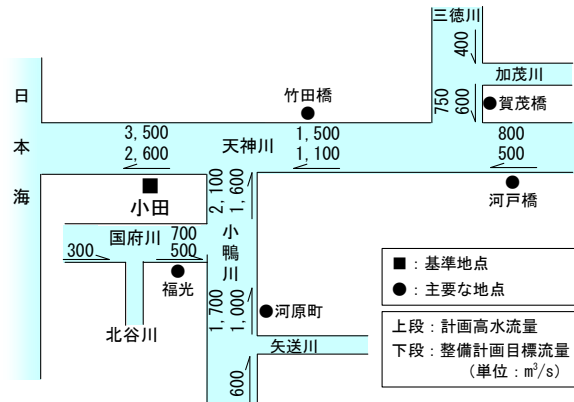 三徳川
400
加茂川
750
600
賀茂橋
日本海
竹田橋
3,500
2,600
天神川
1,500
1,100
800
500
小田
2,100
1,600
河戸橋
国府川
700
500
300
小鴨川
福光
北谷川
1,700
1,000
河原町
矢送川
600
■：基準地点
●：主要な地点
上段：計画高水流量
下段：整備計画目標流量
（単位：m³/s）